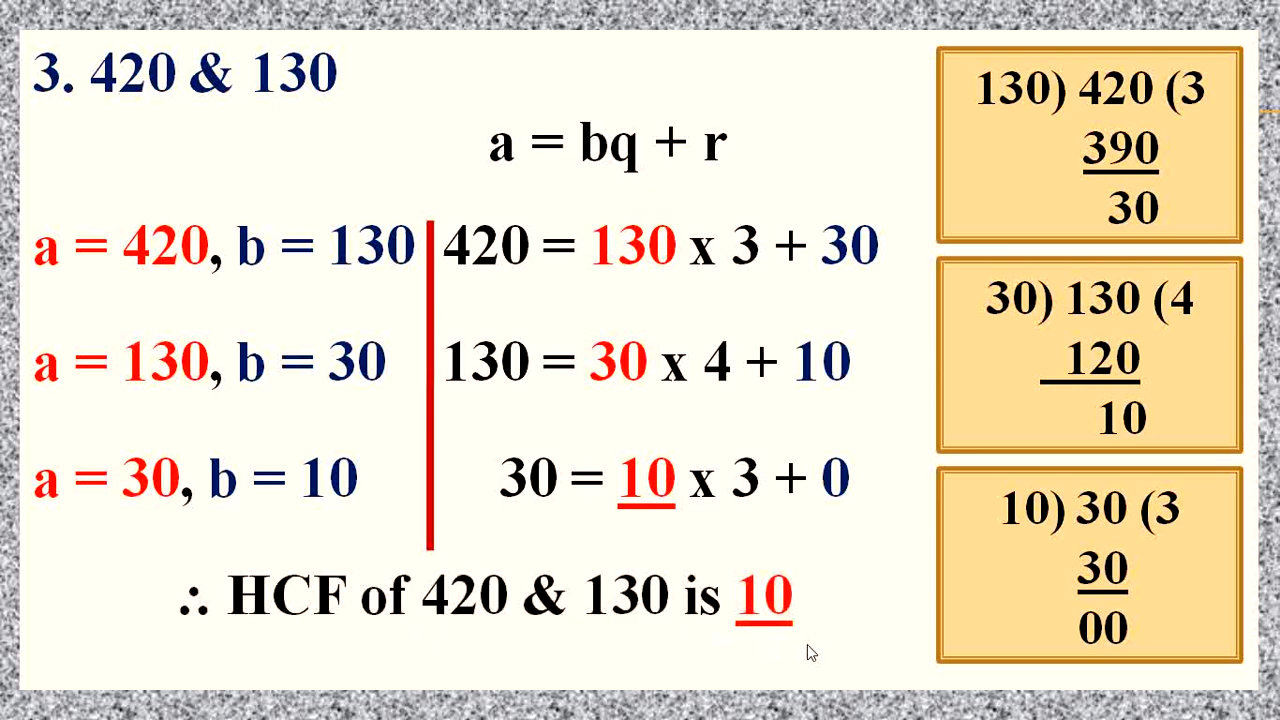 3. 420 & 130
a = bq + r
a = 420, b = 130
420 = 130 x 3 + 30
a = 130, b = 30
130 = 30 x 4 + 10
a = 30, b = 10
30 = 10 x 3 + 0
∴ HCF of 420 & 130 is 10
130) 420 (3
390
30
30) 130 (4
120
10
10) 30 (3
30
00